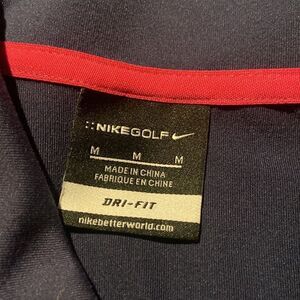 ::NIKEGOLF
M M M
MADE IN CHINA
FABRIQUÉ EN CHINE
DRI-FIT
nikebetterworld.com